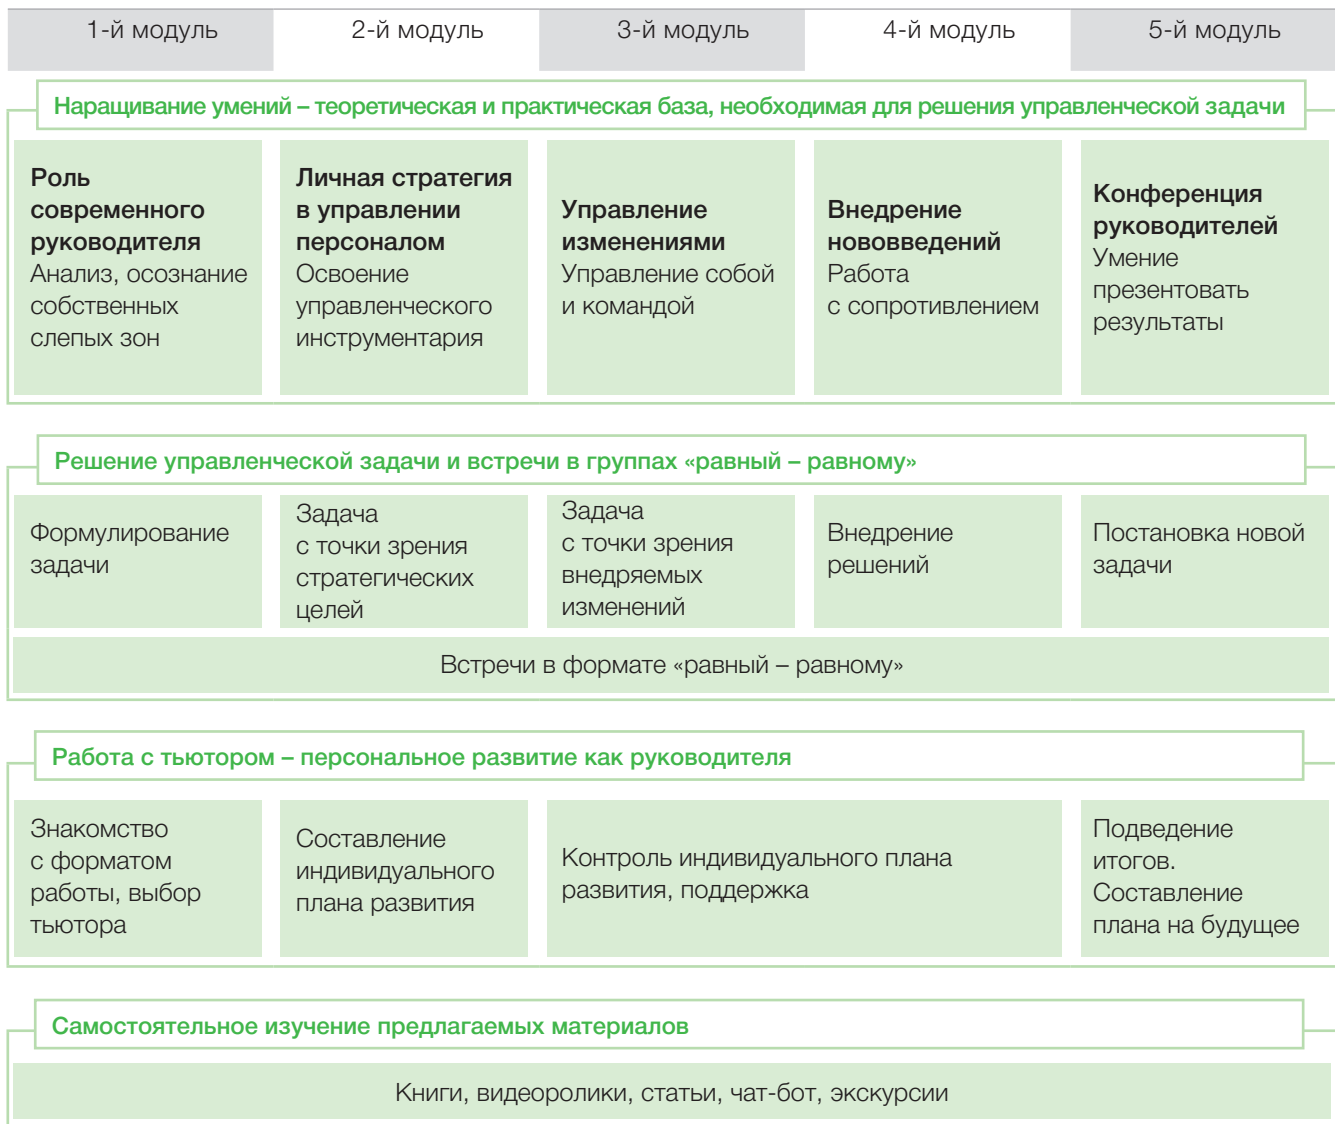 1-й модуль
2-й модуль
3-й модуль
4-й модуль
5-й модуль
Наращивание умений – теоретическая и практическая база, необходимая для решения управленческой задачи
Роль
современного
руководителя
Анализ, осознание
собственных
слепых зон
Личная стратегия
в управлении
персоналом
Освоение
управленческого
инструментария
Управление
изменениями
Управление собой
и командой
Внедрение
нововведений
Работа
с сопротивлением
Конференция
руководителей
Умение
презентовать
результаты
Решение управленческой задачи и встречи в группах «равный – равному»
Формулирование
задачи
Задача
с точки зрения
стратегических
целей
Задача
с точки зрения
внедряемых
изменений
Внедрение
решений
Постановка новой
задачи
Встречи в формате «равный – равному»
Работа с тьютором – персональное развитие как руководителя
Знакомство
с форматом
работы, выбор
тьютора
Составление
индивидуального
плана развития
Контроль индивидуального плана
развития, поддержка
Подведение
итогов.
Составление
плана на будущее
Самостоятельное изучение предлагаемых материалов
Книги, видеоролики, статьи, чат-бот, экскурсии